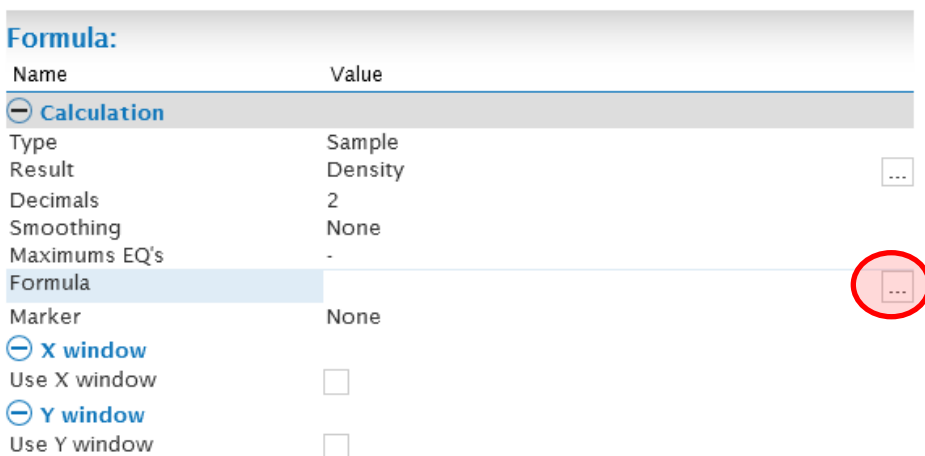 Formula:
Name Value
Calculation
Type Sample
Result Density ...
Decimals 2
Smoothing None
Maximums EQ's -
Formula ...
Marker None
X window
Use X window
Y window
Use Y window